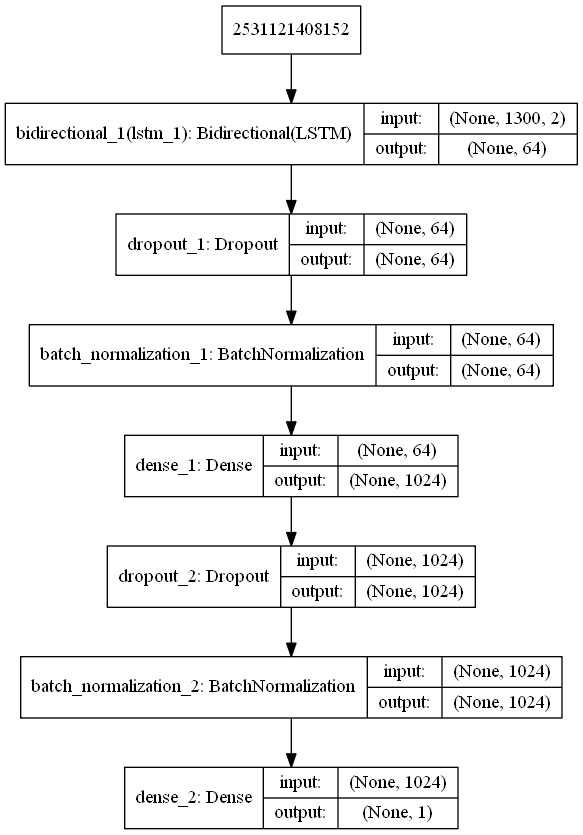 2531121408152
bidirectional_1(lstm_1): Bidirectional(LSTM)
input:
(None, 1300, 2)
output:
(None, 64)
dropout_1: Dropout
input:
(None, 64)
output:
(None, 64)
batch_normalization_1: BatchNormalization
input:
(None, 64)
output:
(None, 64)
dense_1: Dense
input:
(None, 64)
output:
(None, 1024)
dropout_2: Dropout
input:
(None, 1024)
output:
(None, 1024)
batch_normalization_2: BatchNormalization
input:
(None, 1024)
output:
(None, 1024)
dense_2: Dense
input:
(None, 1024)
output:
(None, 1)